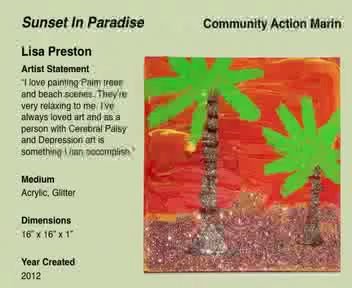 Sunset In Paradise
Community Action Marin
Lisa Preston
Artist Statement
"I love painting Palm trees
and beach scenes. They're
very relaxing to me. I've
always loved art and as a
person with Cerebral Palsy
and Depression art is
something I can accomplish."
Medium
Acrylic, Glitter
Dimensions
16" x 16" x 1"
Year Created
2012